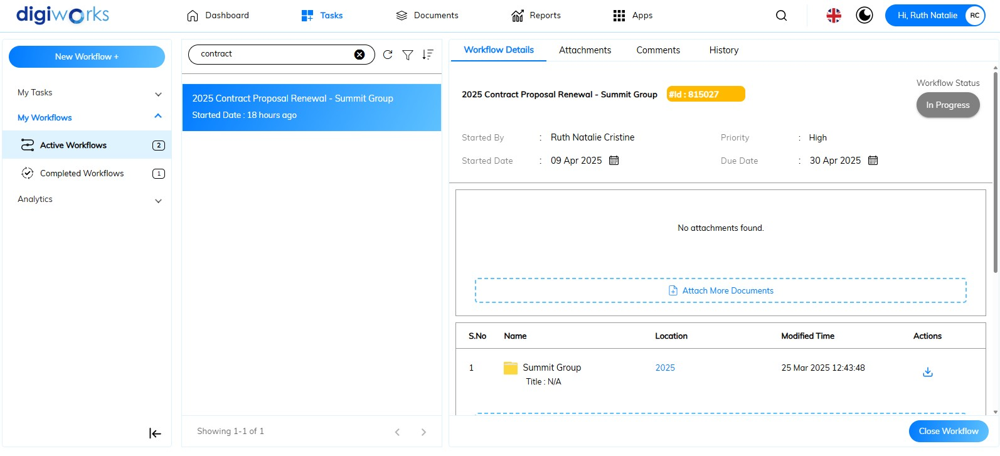 digiworks
Dashboard
Tasks
Documents
Reports
Apps
Hi, Ruth Natalie
RC
New Workflow +
My Tasks
My Workflows
Active Workflows 2
Completed Workflows 1
Analytics
contract
2025 Contract Proposal Renewal - Summit Group
Started Date : 18 hours ago
Showing 1-1 of 1
Workflow Details
Attachments
Comments
History
2025 Contract Proposal Renewal - Summit Group
#Id : 815027
Workflow Status
In Progress
Started By : Ruth Natalie Cristine
Priority : High
Started Date : 09 Apr 2025
Due Date : 30 Apr 2025
No attachments found.
Attach More Documents
S.No Name Location Modified Time Actions
1 Summit Group 2025 25 Mar 2025 12:43:48
Title : N/A
Close Workflow